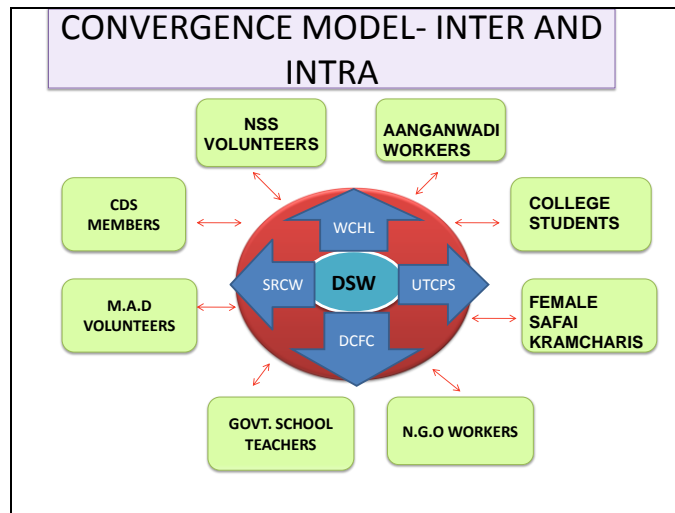 CONVERGENCE MODEL- INTER AND
INTRA
NSS
VOLUNTEERS
AANGANWADI
WORKERS
CDS
MEMBERS
COLLEGE
STUDENTS
WCHL
SRCW
DSW
UTCPS
DCFC
M.A.D
VOLUNTEERS
FEMALE
SAFAI
KRAMCHARIS
GOVT. SCHOOL
TEACHERS
N.G.O WORKERS